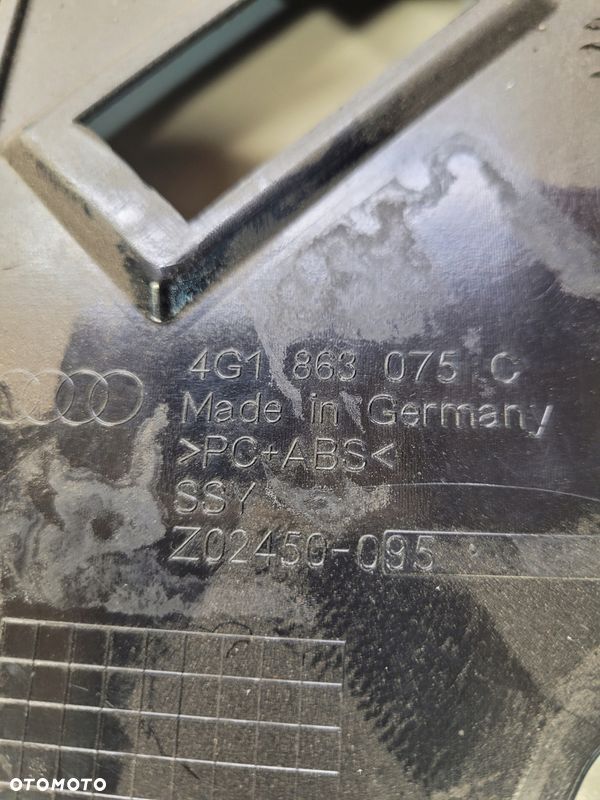 4G1 863 075 C
Made in Germany
>PC+ABS<
SSY
Z02450-095
OTOMOTO